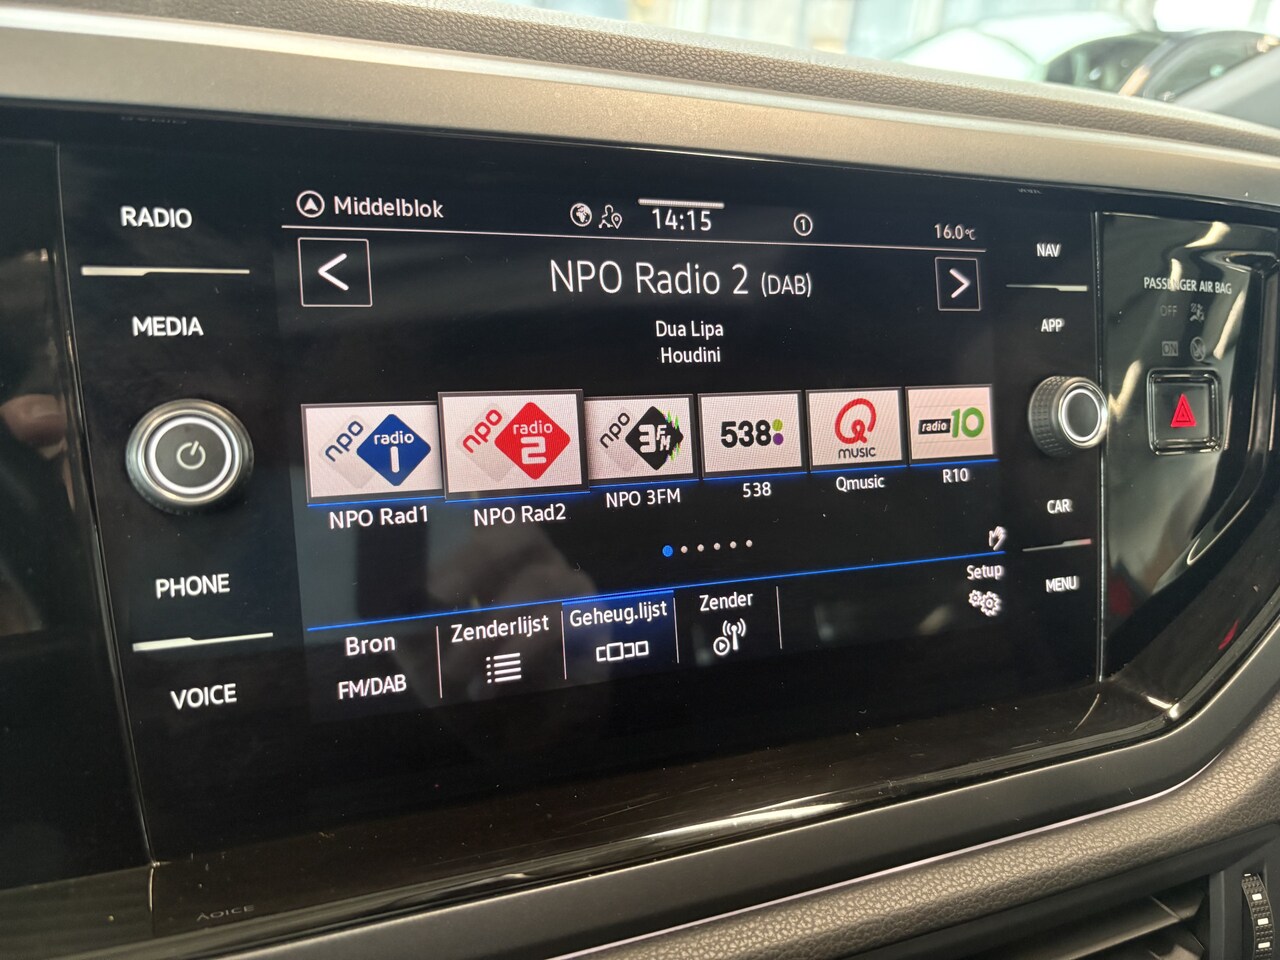 RADIO
MEDIA
PHONE
VOICE
Middelblok
14:15
1
16.0°C
<
NPO Radio 2 (DAB)
>
Dua Lipa
Houdini
npo radio 1
npo radio 2
npo 3FM
538
Q MUSIC
radio 10
NPO Rad1
NPO Rad2
NPO 3FM
538
Qmusic
R10
Bron
FM/DAB
Zenderlijst
Geheug.lijst
Zender
Setup
NAV
APP
CAR
MENU
PASSENGER AIR BAG
OFF
ON